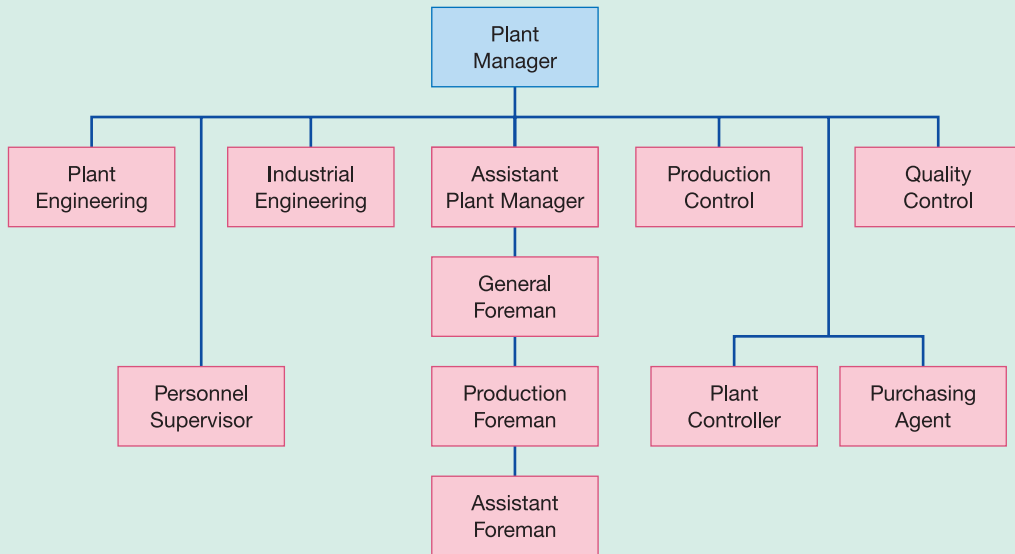 Plant
Manager
Plant
Engineering
Industrial
Engineering
Assistant
Plant Manager
Production
Control
Quality
Control
General
Foreman
Personnel
Supervisor
Production
Foreman
Plant
Controller
Purchasing
Agent
Assistant
Foreman